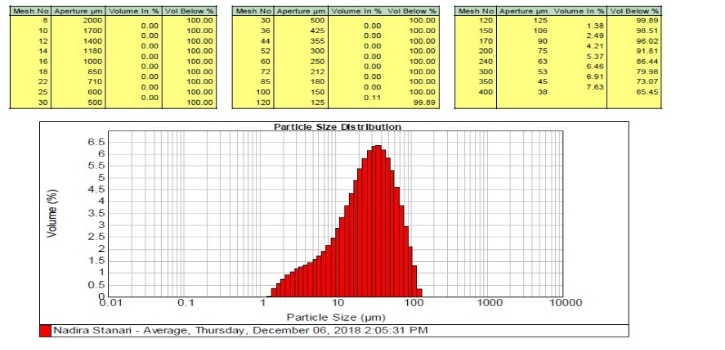 Mesh No Aperture µm Volume In % Vol Below %
8 2000 100.00
0.00
10 1700 100.00
0.00
12 1400 100.00
0.00
14 1180 100.00
0.00
16 1000 100.00
0.00
18 850 100.00
0.00
22 710 100.00
0.00
25 600 100.00
0.00
30 500 100.00
Mesh No Aperture µm Volume In % Vol Below %
30 500 100.00
0.00
36 425 100.00
0.00
44 355 100.00
0.00
52 300 100.00
0.00
60 250 100.00
0.00
72 212 100.00
0.00
85 180 100.00
0.00
100 150 100.00
0.11
120 125 99.89
Mesh No Aperture µm Volume In % Vol Below %
120 125 99.89
1.38
150 106 98.51
2.49
170 90 96.02
4.21
200 75 91.81
5.37
240 63 86.44
6.46
300 53 79.98
6.91
350 45 73.07
7.63
400 38 65.45
Particle Size Distribution
6.5
6
5.5
5
4.5
4
3.5
3
2.5
2
1.5
1
0.5
0
Volume (%)
0.01 0.1 1 10 100 1000 10000
Particle Size (µm)
Nadira Stanari - Average, Thursday, December 06, 2018 2:05:31 PM